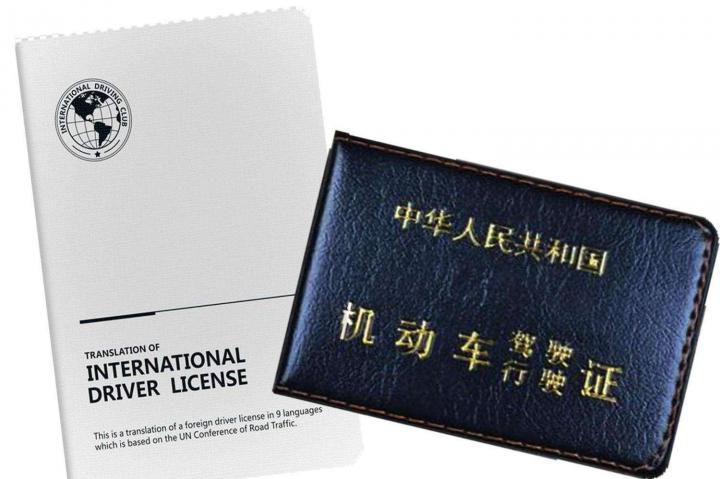 INTERNATIONAL DRIVING CLUB
TRANSLATION OF
INTERNATIONAL
DRIVER LICENSE
This is a translation of a foreign driver license in 9 languages
which is based on the UN Conference of Road Traffic.
中华人民共和国
机动车驾驶证
行驶